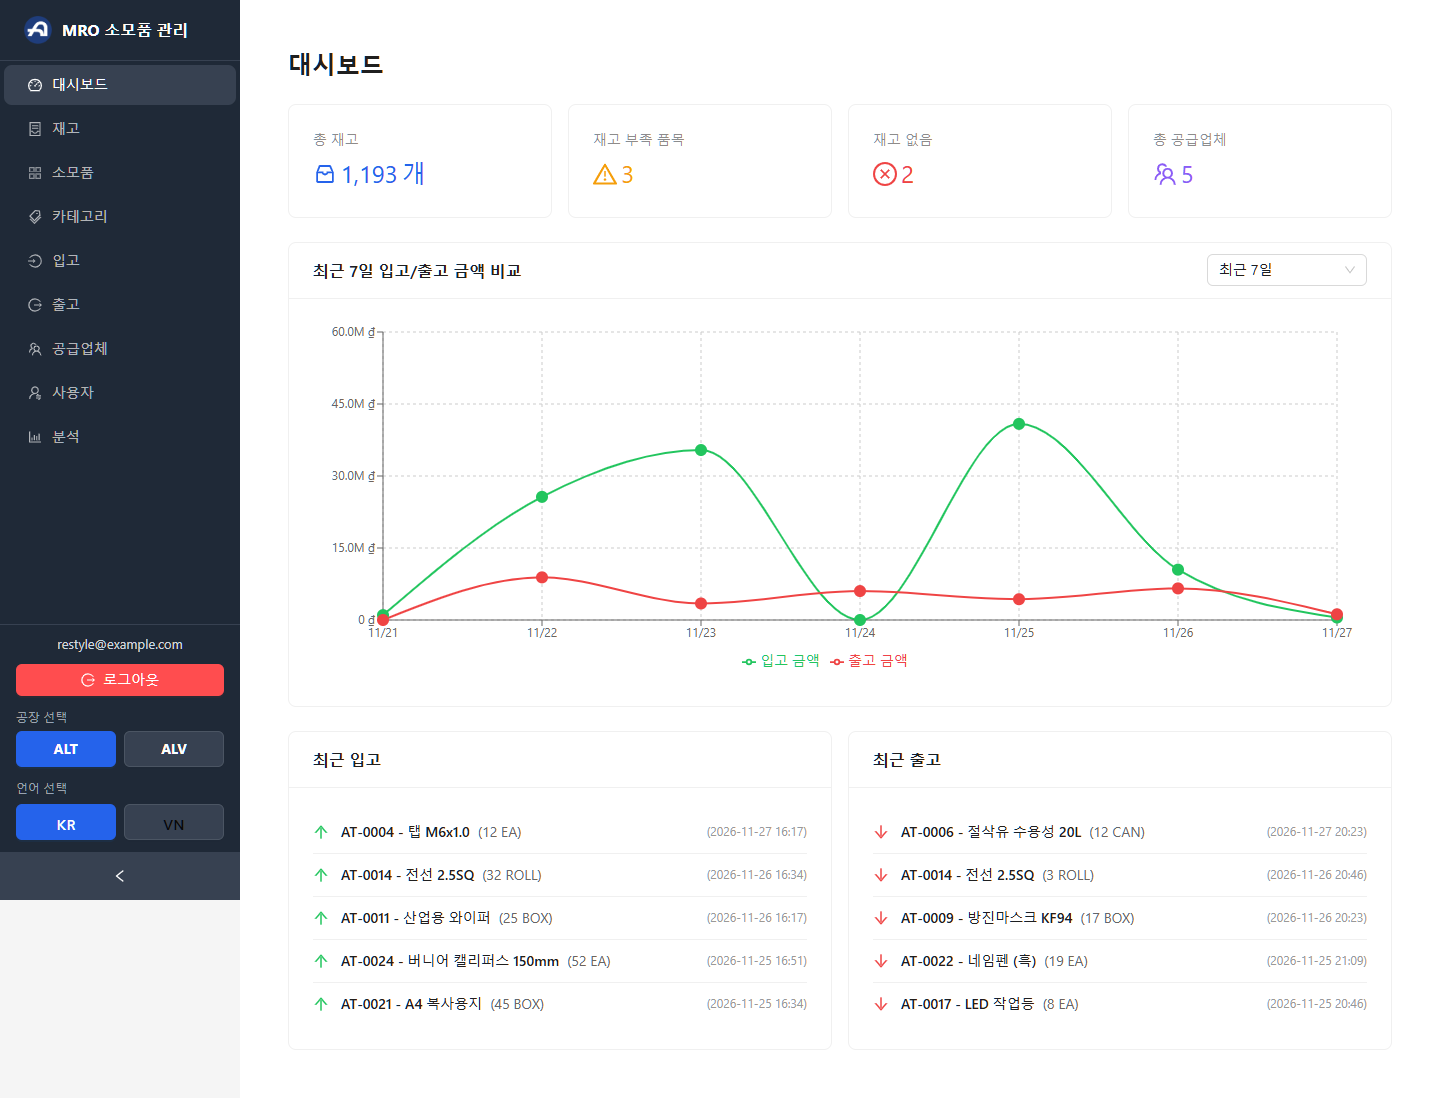 MRO 소모품 관리
대시보드
재고
소모품
카테고리
입고
출고
공급업체
사용자
분석
restyle@example.com
로그아웃
공장 선택
ALT ALV
언어 선택
KR VN
대시보드
총 재고
1,193 개
재고 부족 품목
3
재고 없음
2
총 공급업체
5
최근 7일 입고/출고 금액 비교
최근 7일
60.0M ₫
45.0M ₫
30.0M ₫
15.0M ₫
0 ₫
11/21 11/22 11/23 11/24 11/25 11/26 11/27
입고 금액 출고 금액
최근 입고
AT-0004 - 탭 M6x1.0 (12 EA) (2026-11-27 16:17)
AT-0014 - 전선 2.5SQ (32 ROLL) (2026-11-26 16:34)
AT-0011 - 산업용 와이퍼 (25 BOX) (2026-11-26 16:17)
AT-0024 - 버니어 캘리퍼스 150mm (52 EA) (2026-11-25 16:51)
AT-0021 - A4 복사용지 (45 BOX) (2026-11-25 16:34)
최근 출고
AT-0006 - 절삭유 수용성 20L (12 CAN) (2026-11-27 20:23)
AT-0014 - 전선 2.5SQ (3 ROLL) (2026-11-26 20:46)
AT-0009 - 방진마스크 KF94 (17 BOX) (2026-11-26 20:23)
AT-0022 - 네임펜 (흑) (19 EA) (2026-11-25 21:09)
AT-0017 - LED 작업등 (8 EA) (2026-11-25 20:46)